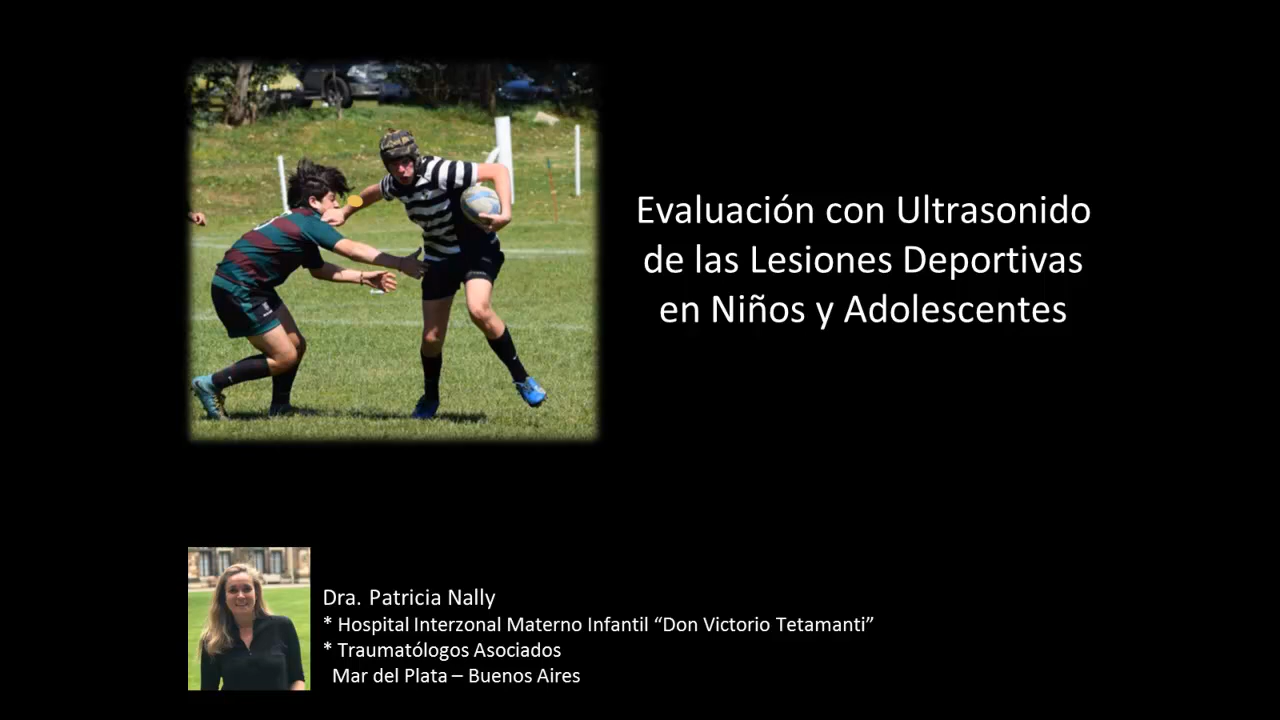 Evaluación con Ultrasonido
de las Lesiones Deportivas
en Niños y Adolescentes
Dra. Patricia Nally
* Hospital Interzonal Materno Infantil “Don Victorio Tetamanti”
* Traumatólogos Asociados
Mar del Plata – Buenos Aires